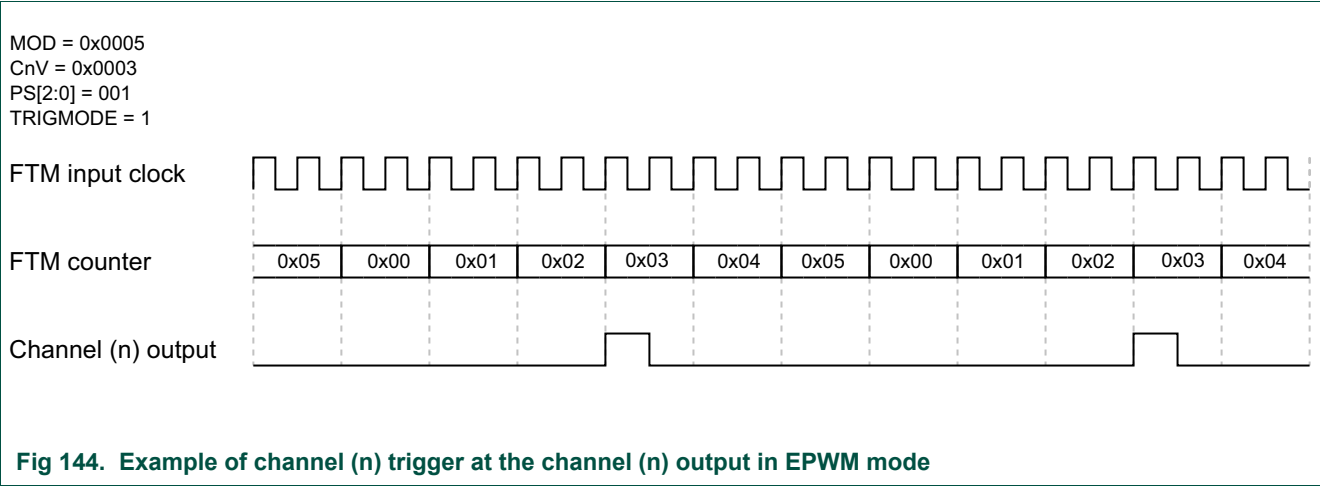 MOD = 0x0005
CnV = 0x0003
PS[2:0] = 001
TRIGMODE = 1
FTM input clock
FTM counter
0x05 0x00 0x01 0x02 0x03 0x04 0x05 0x00 0x01 0x02 0x03 0x04
Channel (n) output
Fig 144. Example of channel (n) trigger at the channel (n) output in EPWM mode